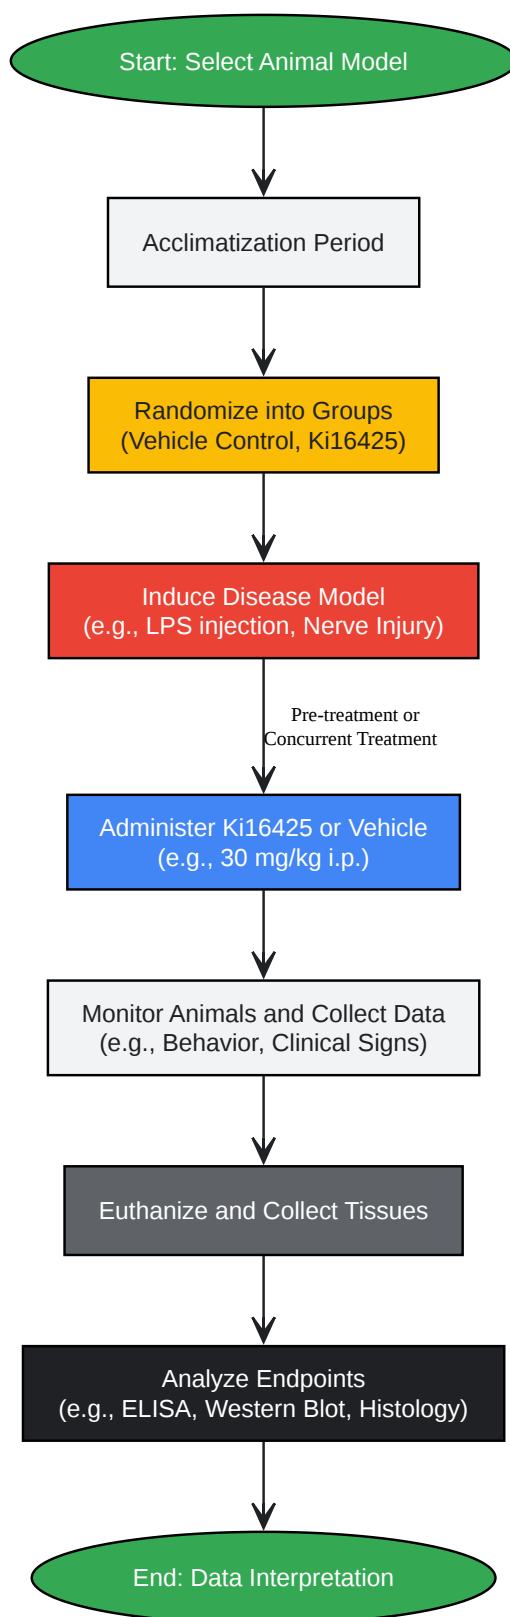 Start: Select Animal Model
Acclimatization Period
Randomize into Groups
(Vehicle Control, Ki16425)
Induce Disease Model
(e.g., LPS injection, Nerve Injury)
Pre-treatment or
Concurrent Treatment
Administer Ki16425 or Vehicle
(e.g., 30 mg/kg i.p.)
Monitor Animals and Collect Data
(e.g., Behavior, Clinical Signs)
Euthanize and Collect Tissues
Analyze Endpoints
(e.g., ELISA, Western Blot, Histology)
End: Data Interpretation